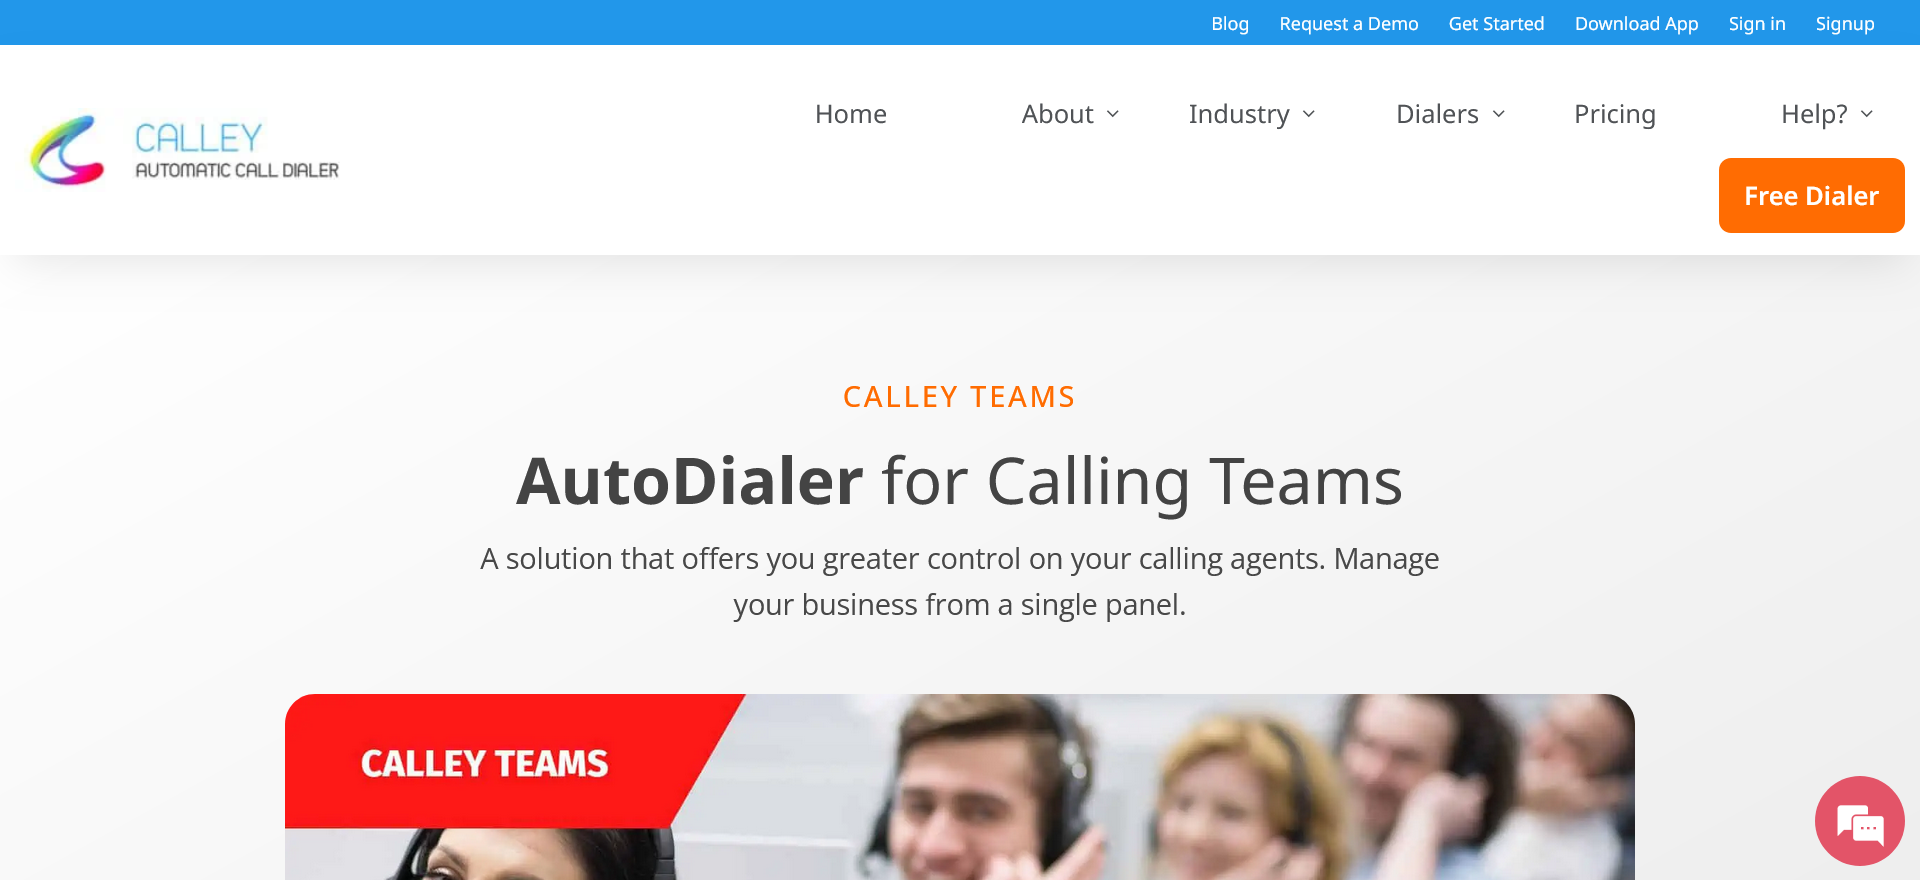 Blog Request a Demo Get Started Download App Sign in Signup
CALLEY
AUTOMATIC CALL DIALER
Home About Industry Dialers Pricing Help?
Free Dialer
CALLEY TEAMS
AutoDialer for Calling Teams
A solution that offers you greater control on your calling agents. Manage
your business from a single panel.
CALLEY TEAMS